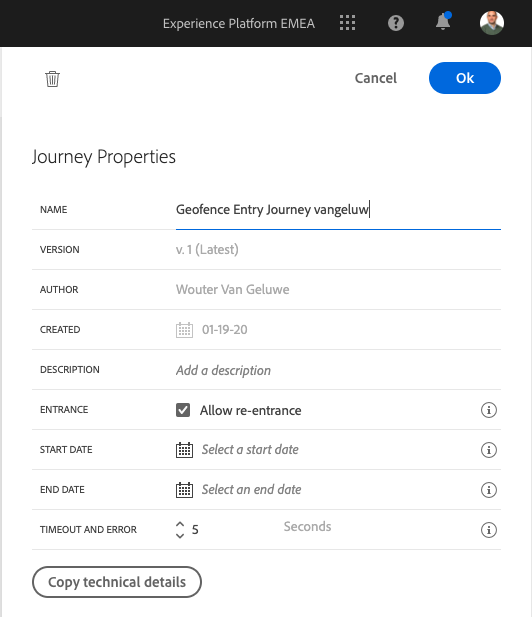 Experience Platform EMEA
Cancel
Ok
Journey Properties
NAME Geofence Entry Journey vangeluw
VERSION v. 1 (Latest)
AUTHOR Wouter Van Geluwe
CREATED 01-19-20
DESCRIPTION Add a description
ENTRANCE Allow re-entrance
START DATE Select a start date
END DATE Select an end date
TIMEOUT AND ERROR 5 Seconds
Copy technical details